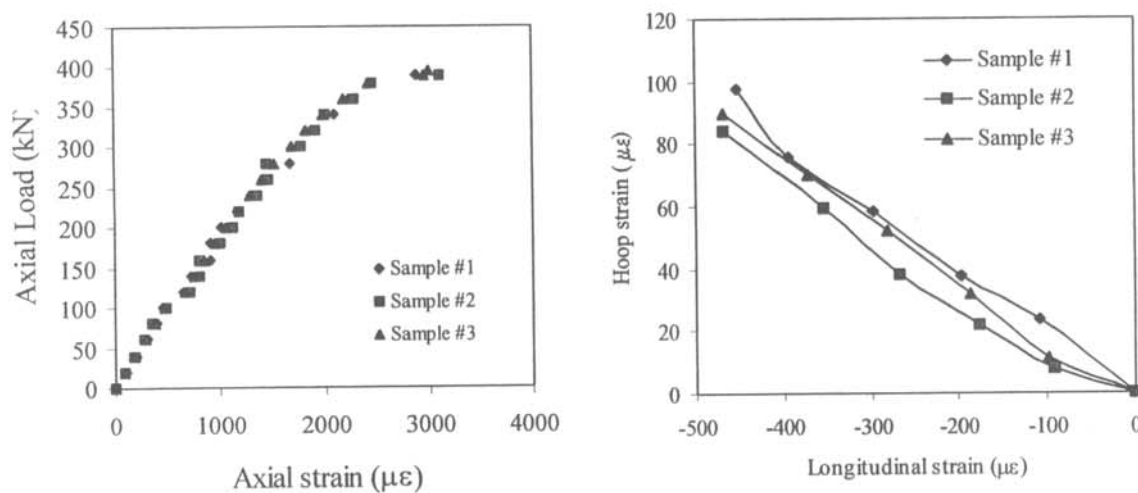 450
400
350
300
250
200
150
100
50
0
Axial Load (kN)
Sample #1
Sample #2
Sample #3
0 1000 2000 3000 4000
Axial strain (με)
120
100
80
60
40
20
0
Hoop strain (με)
Sample #1
Sample #2
Sample #3
-500 -400 -300 -200 -100 0
Longitudinal strain (με)